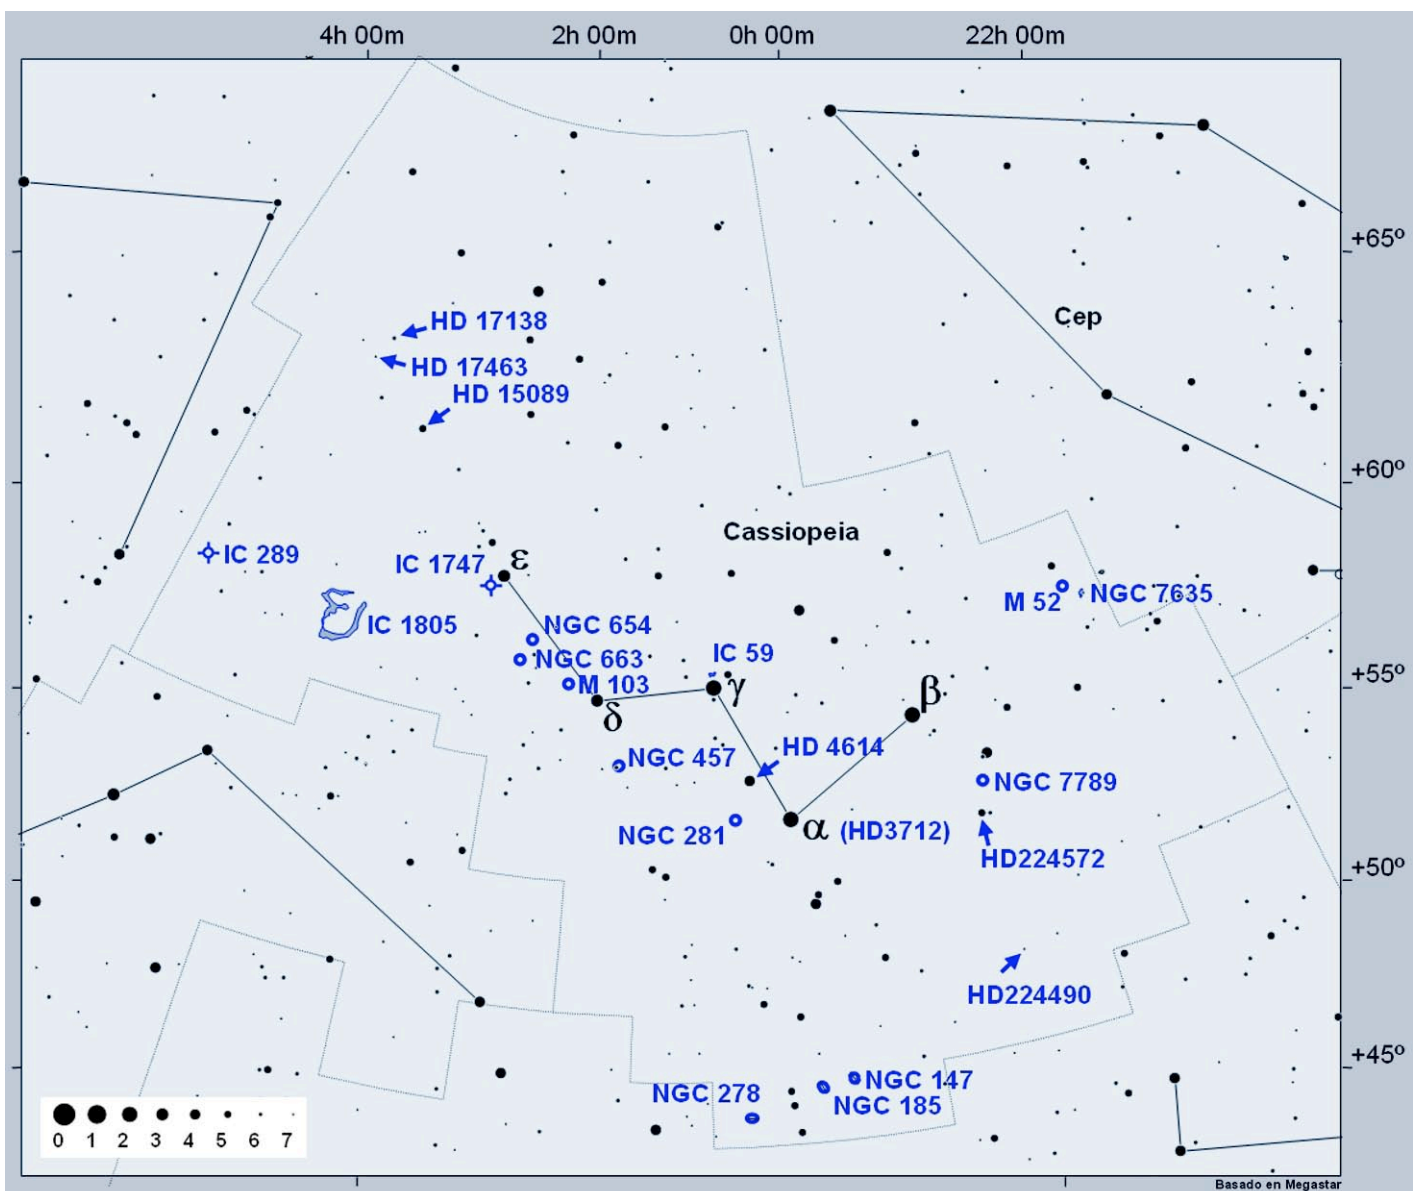 4h 00m 2h 00m 0h 00m 22h 00m
+65º
Cep
HD 17138
HD 17463
HD 15089
+60º
Cassiopeia
IC 289
IC 1747
ε
M 52
NGC 7635
IC 1805
NGC 654
NGC 663
IC 59
M 103
+55º
δ
γ
β
NGC 457
HD 4614
NGC 7789
NGC 281
α (HD3712)
HD224572
+50º
HD224490
+45º
NGC 278
NGC 147
NGC 185
0 1 2 3 4 5 6 7
Basado en Megastar